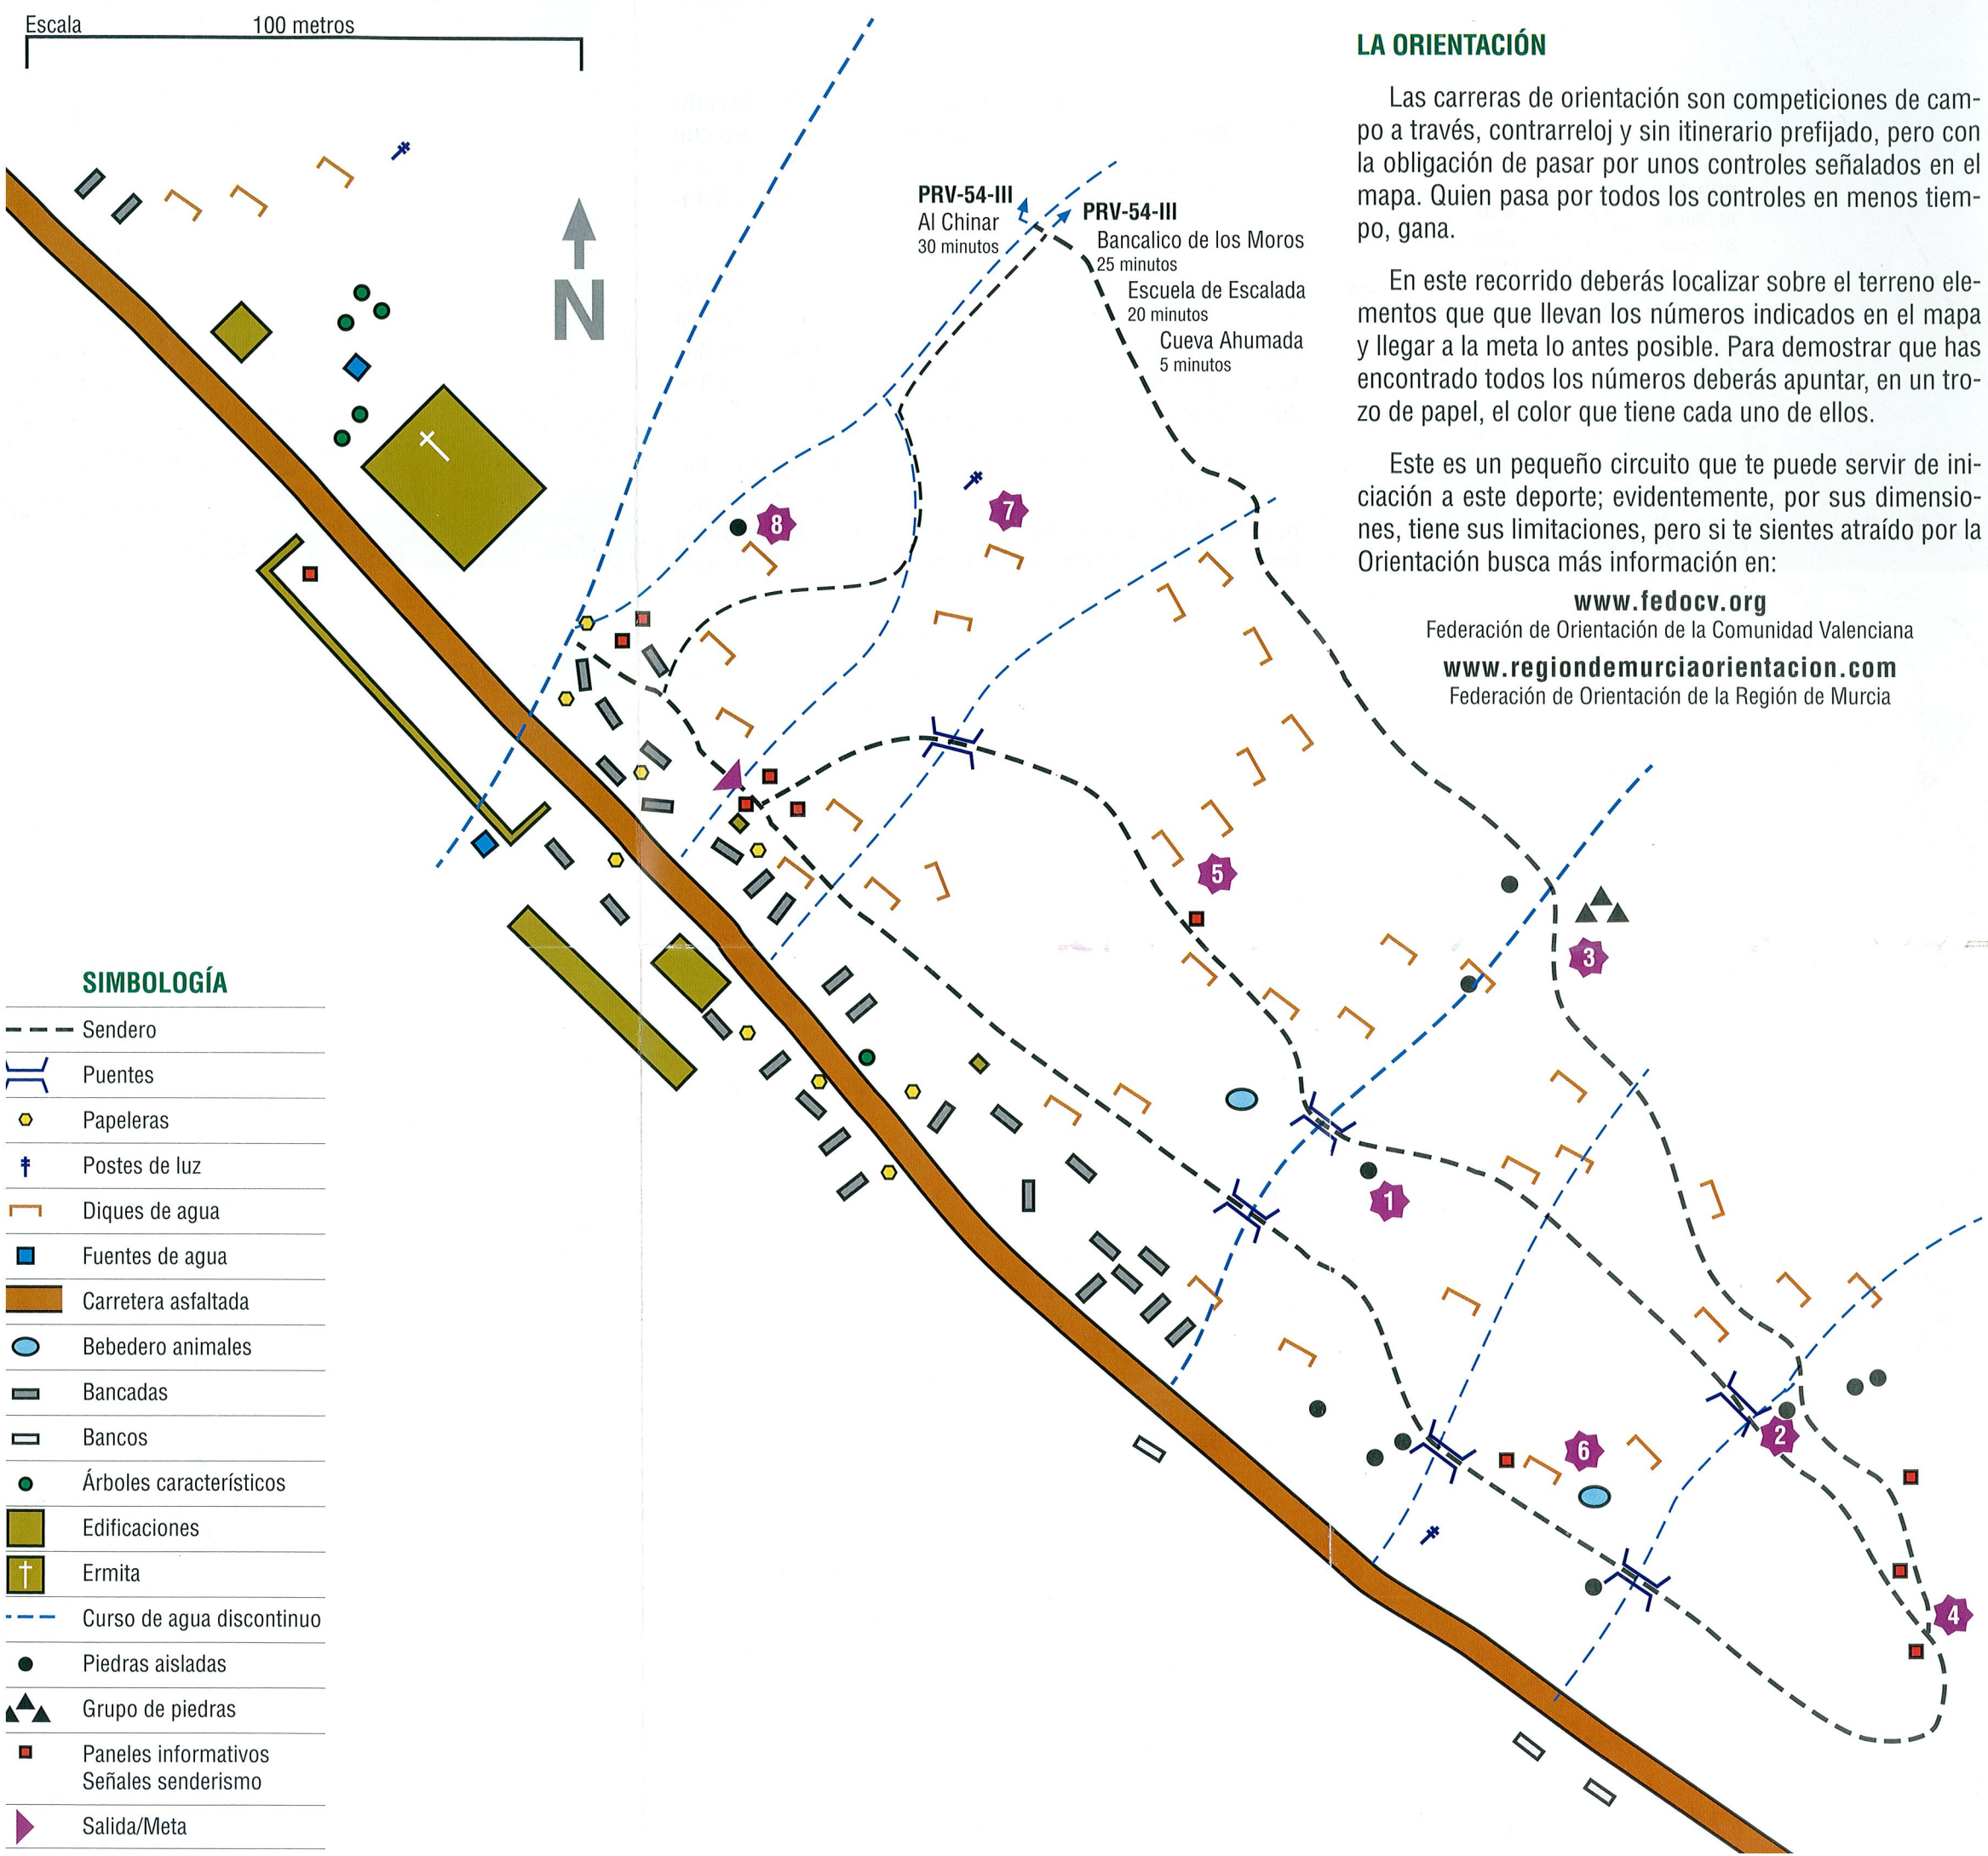 Escala 100 metros
N
PRV-54-III
Al Chinar
30 minutos
PRV-54-III
Bancalico de los Moros
25 minutos
Escuela de Escalada
20 minutos
Cueva Ahumada
5 minutos
LA ORIENTACIÓN
Las carreras de orientación son competiciones de cam-
po a través, contrarreloj y sin itinerario prefijado, pero con
la obligación de pasar por unos controles señalados en el
mapa. Quien pasa por todos los controles en menos tiem-
po, gana.
En este recorrido deberás localizar sobre el terreno ele-
mentos que que llevan los números indicados en el mapa
y llegar a la meta lo antes posible. Para demostrar que has
encontrado todos los números deberás apuntar, en un tro-
zo de papel, el color que tiene cada uno de ellos.
Este es un pequeño circuito que te puede servir de ini-
ciación a este deporte; evidentemente, por sus dimensio-
nes, tiene sus limitaciones, pero si te sientes atraído por la
Orientación busca más información en:
www.fedocv.org
Federación de Orientación de la Comunidad Valenciana
www.regiondemurciaorientacion.com
Federación de Orientación de la Región de Murcia
8
7
5
3
1
2
6
4
SIMBOLOGÍA
Sendero
Puentes
Papeleras
Postes de luz
Diques de agua
Fuentes de agua
Carretera asfaltada
Bebedero animales
Bancadas
Bancos
Árboles característicos
Edificaciones
Ermita
Curso de agua discontinuo
Piedras aisladas
Grupo de piedras
Paneles informativos
Señales senderismo
Salida/Meta